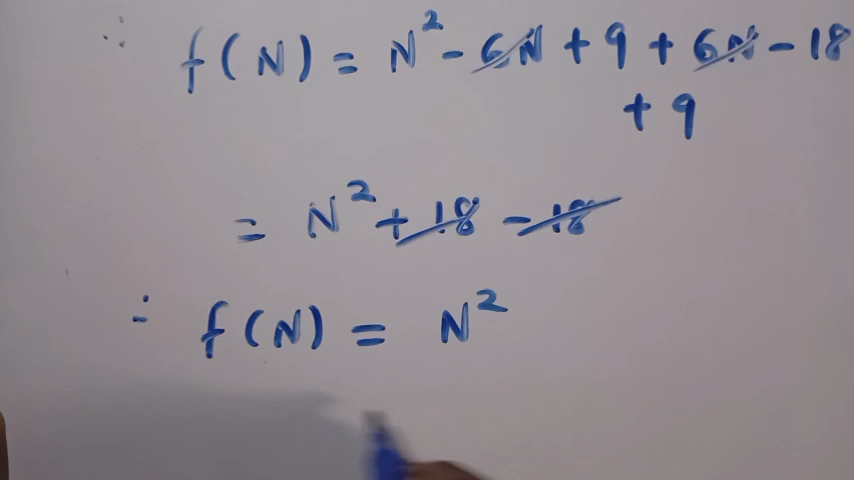 ∴ f(N) = N² - 6N + 9 + 6N - 18
+ 9
= N² + 18 - 18
∴ f(N) = N²